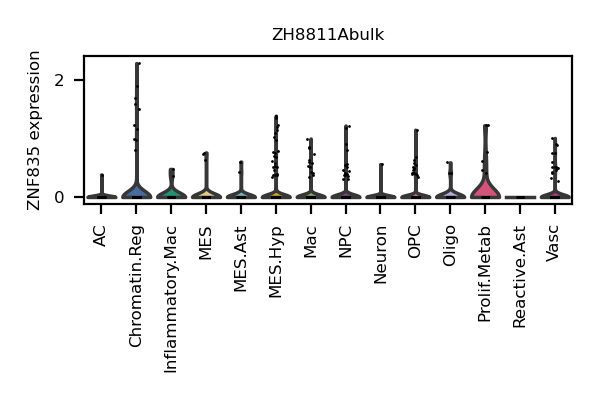 ZH8811Abulk
ZNF835 expression
2
0
AC
Chromatin.Reg
Inflammatory.Mac
MES
MES.Ast
MES.Hyp
Mac
NPC
Neuron
OPC
Oligo
Prolif.Metab
Reactive.Ast
Vasc